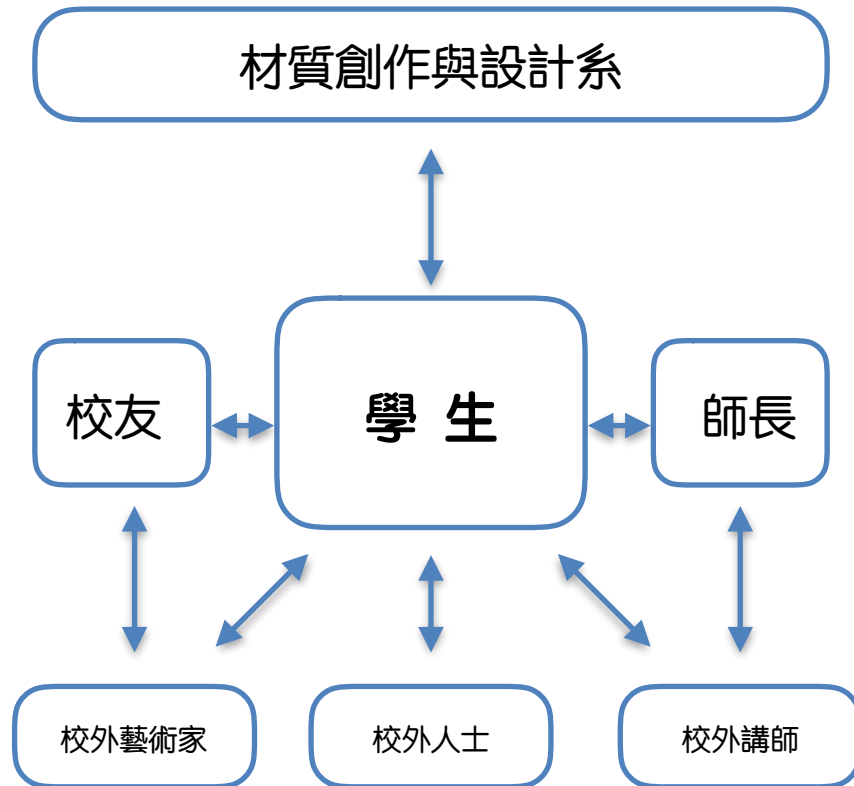 材質創作與設計系
校友
學 生
師長
校外藝術家
校外人士
校外講師